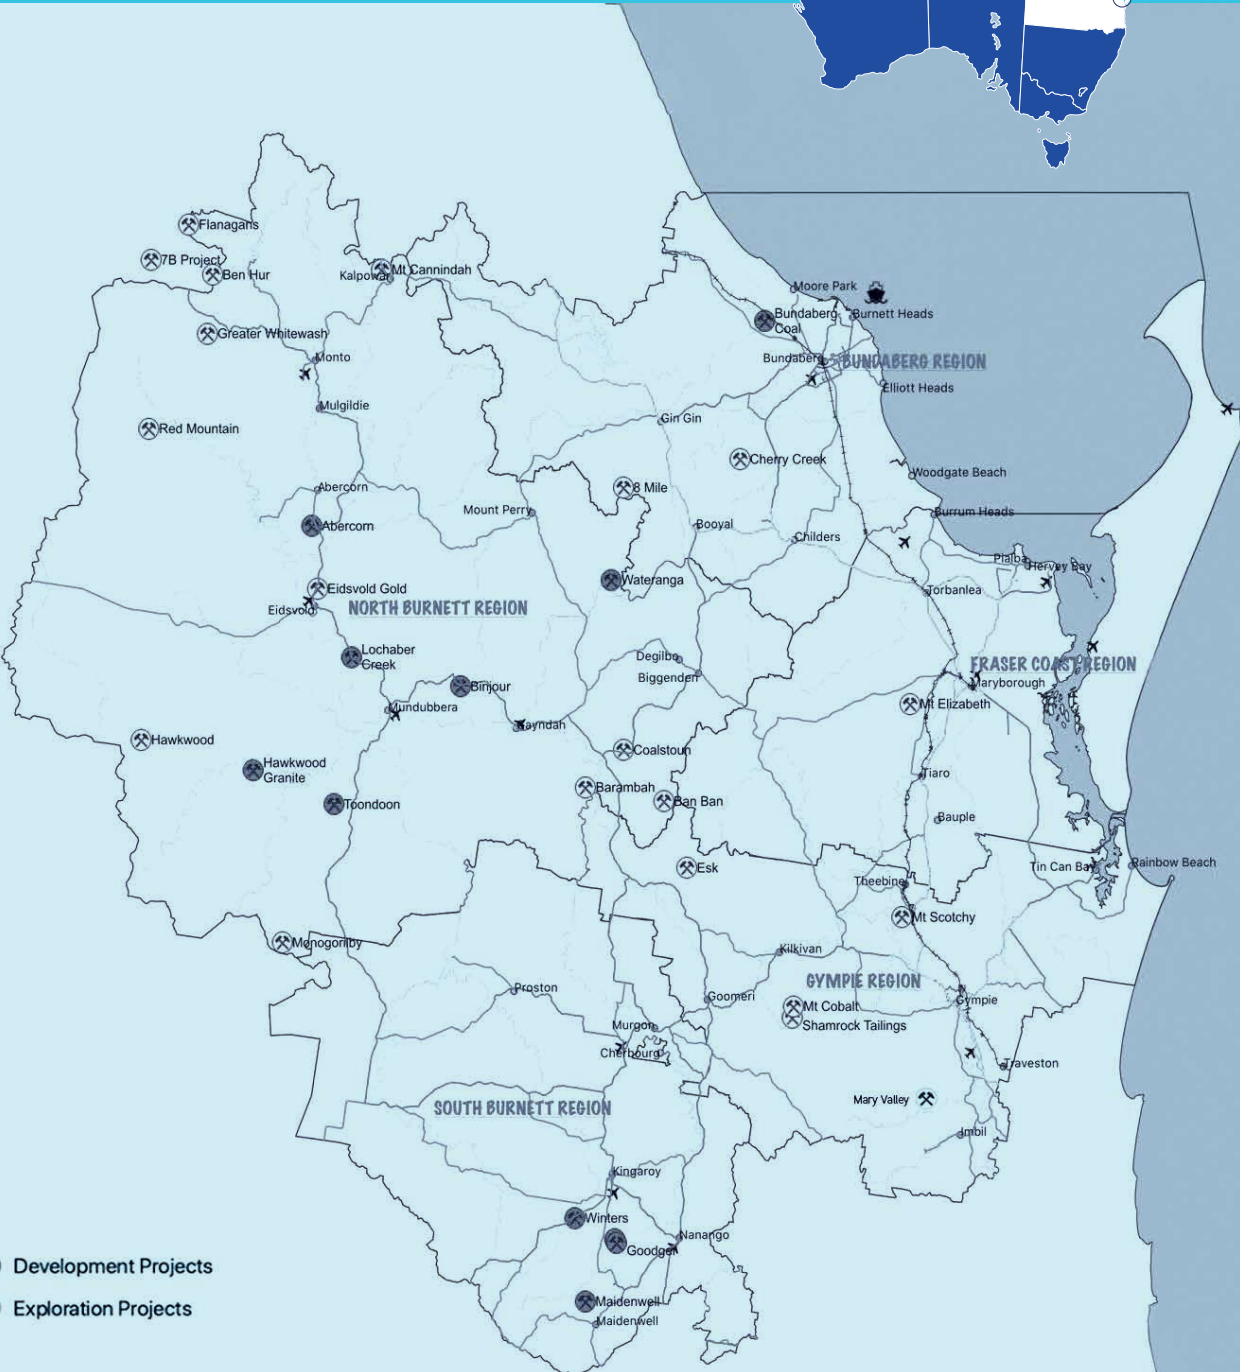 Flanagans
7B Project
Ben Hur
Kalpowar
Mt Cannindah
Moore Park
Bundaberg
Coal
Burnett Heads
Greater Whitewash
Monto
Bundaberg
BUNDABERG REGION
Elliott Heads
Mulgildie
Gin Gin
Red Mountain
Cherry Creek
Woodgate Beach
Abercorn
8 Mile
Mount Perry
Burrum Heads
Abercorn
Booyal
Childers
Pialba
Hervey Bay
Wateranga
Eidsvold Gold
Torbanlea
Eidsvold
NORTH BURNETT REGION
Lochaber
Creek
Degilbo
Biggenden
FRASER COAST REGION
Maryborough
Binjour
Mundubbera
Mt Elizabeth
Gayndah
Hawkwood
Coalstoun
Hawkwood
Granite
Tiaro
Barambah
Ban Ban
Toondoon
Bauple
Esk
Tin Can Bay
Rainbow Beach
Theebine
Mt Scotchy
Monogorilby
Kilkivan
GYMPIE REGION
Proston
Goomeri
Gympie
Mt Cobalt
Shamrock Tailings
Murgon
Cherbourg
Traveston
Mary Valley
SOUTH BURNETT REGION
Imbil
Kingaroy
Winters
Nanango
Goodger
Development Projects
Maidenwell
Exploration Projects
Maidenwell